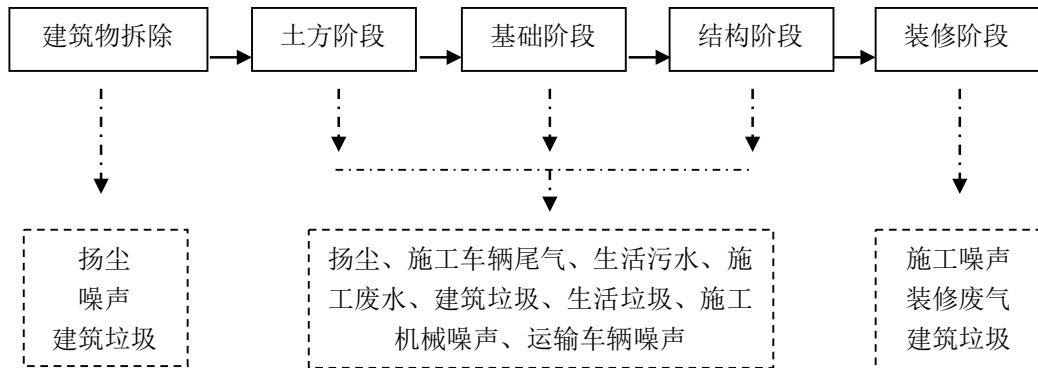 建筑物拆除
土方阶段
基础阶段
结构阶段
装修阶段
扬尘
噪声
建筑垃圾
扬尘、施工车辆尾气、生活污水、施
工废水、建筑垃圾、生活垃圾、施工
机械噪声、运输车辆噪声
施工噪声
装修废气
建筑垃圾